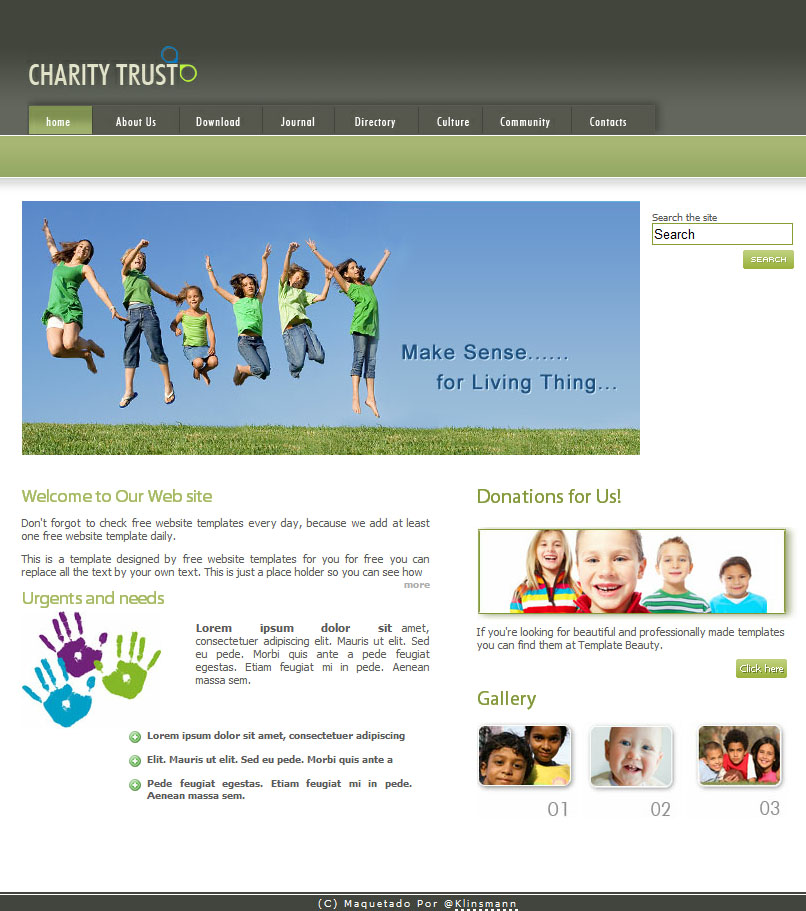 CHARITY TRUST
home About Us Download Journal Directory Culture Community Contacts
Search the site
Search
SEARCH
Make Sense......
for Living Thing...
Welcome to Our Web site
Don't forgot to check free website templates every day, because we add at least
one free website template daily.
This is a template designed by free website templates for you for free you can
replace all the text by your own text. This is just a place holder so you can see how
more
Urgents and needs
Lorem ipsum dolor sit amet,
consectetuer adipiscing elit. Mauris ut elit. Sed
eu pede. Morbi quis ante a pede feugiat
egestas. Etiam feugiat mi in pede. Aenean
massa sem.
Lorem ipsum dolor sit amet, consectetuer adipiscing
Elit. Mauris ut elit. Sed eu pede. Morbi quis ante a
Pede feugiat egestas. Etiam feugiat mi in pede.
Aenean massa sem.
Donations for Us!
If you're looking for beautiful and professionally made templates
you can find them at Template Beauty.
Click here
Gallery
01 02 03
(C) Maquetado Por @Klinsmann